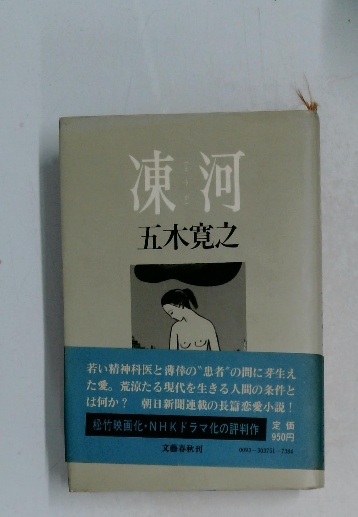 凍河
五木寛之
若い精神科医と薄倖の"患者"の間に芽生え
た愛。荒涼たる現代を生きる人間の条件と
は何か？ 朝日新聞連載の長篇恋愛小説！
松竹映画化・NHKドラマ化の評判作
定価
950円
文藝春秋刊
0093-303751-7384